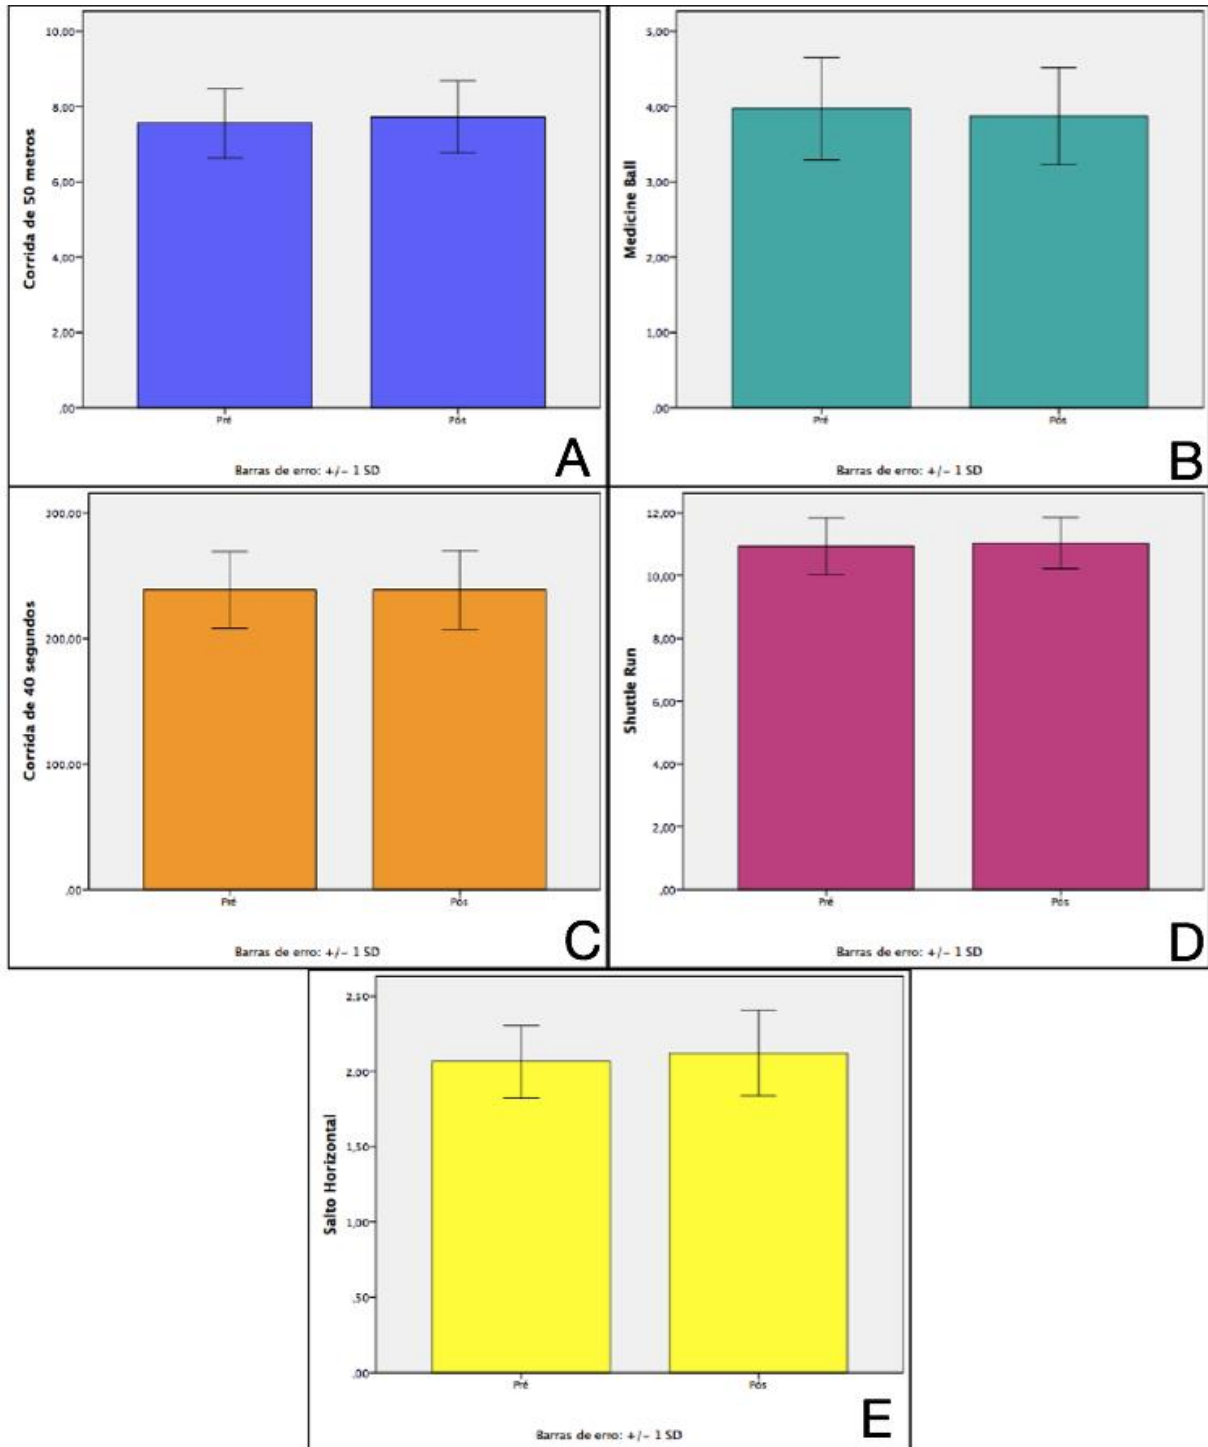 Corrida de 50 metros
10,00
8,00
6,00
4,00
2,00
,00
Pré
Pós
Barras de erro: +/- 1 SD
A
Medicine Ball
5,00
4,00
3,00
2,00
1,00
,00
Pré
Pós
Barras de erro: +/- 1 SD
B
Corrida de 40 segundos
300,00
200,00
100,00
,00
Pré
Pós
Barras de erro: +/- 1 SD
C
Shuttle Run
12,00
10,00
8,00
6,00
4,00
2,00
,00
Pré
Pós
Barras de erro: +/- 1 SD
D
Salto Horizontal
2,50
2,00
1,50
1,00
,50
,00
Pré
Pós
Barras de erro: +/- 1 SD
E